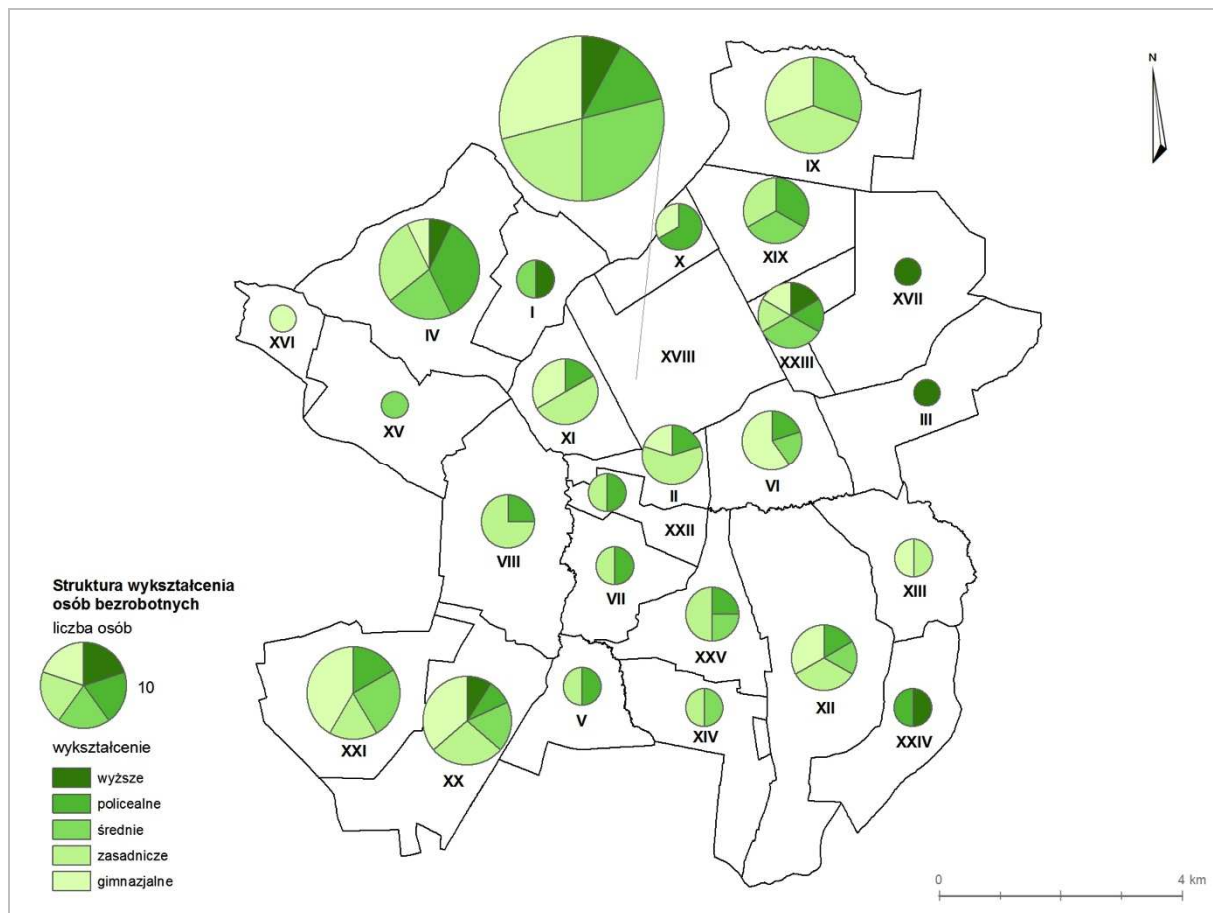 N
IX
X
XIX
XVII
I
IV
XVI
XXIII
XVIII
III
XV
XI
II
VI
XXII
VIII
VII
XIII
XXV
XII
V
XIV
XXIV
XXI
XX
Struktura wykształcenia
osób bezrobotnych
liczba osób
10
wykształcenie
wyższe
policealne
średnie
zasadnicze
gimnazjalne
0 4 km